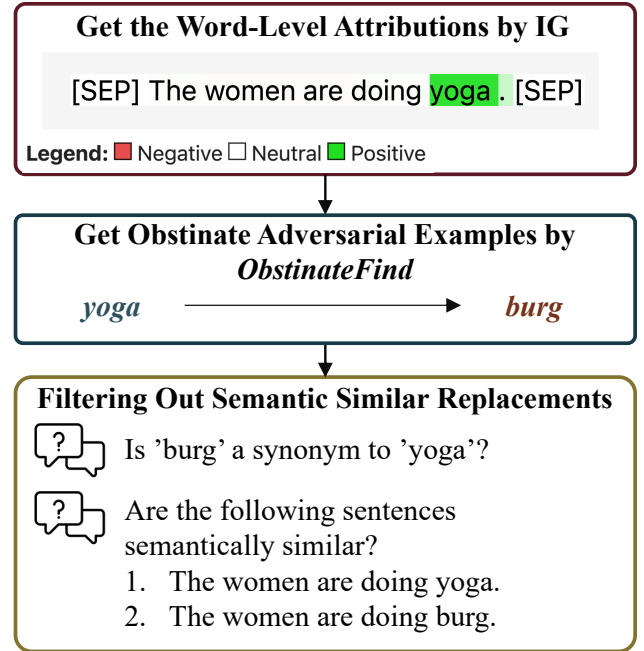 Get the Word-Level Attributions by IG
[SEP] The women are doing yoga . [SEP]
Legend: Negative Neutral Positive
Get Obstinate Adversarial Examples by
ObstinateFind
yoga burg
Filtering Out Semantic Similar Replacements
? Is ’burg’ a synonym to ’yoga’?
? Are the following sentences
semantically similar?
1. The women are doing yoga.
2. The women are doing burg.